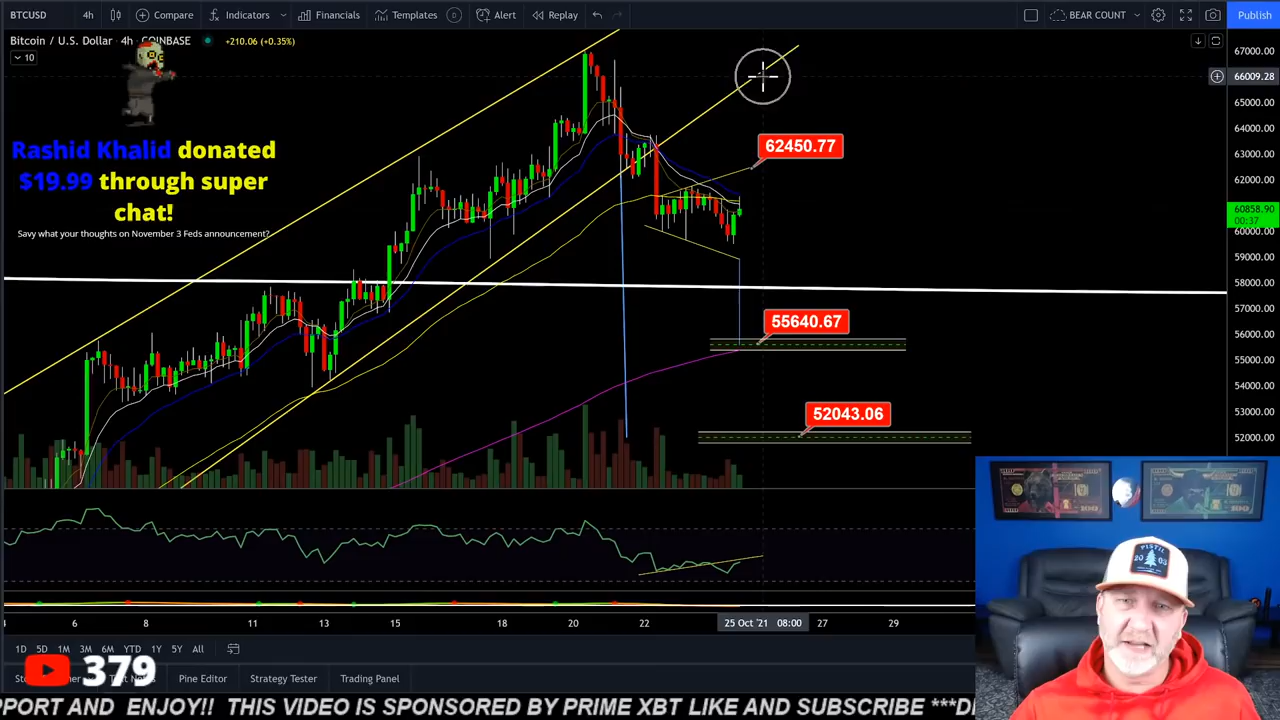 BTCUSD 4h Compare Indicators Financials Templates Alert Replay BEAR COUNT Publish
Bitcoin / U.S. Dollar · 4h · COINBASE +210.06 (+0.35%)
10
Rashid Khalid donated
$19.99 through super
chat!
Savy what your thoughts on November 3 Feds announcement?
67000.00
66009.28
65000.00
64000.00
63000.00
62000.00
60858.90
00:37
60000.00
59000.00
58000.00
57000.00
56000.00
55000.00
54000.00
53000.00
52000.00
62450.77
55640.67
52043.06
6 8 11 13 15 18 20 22 25 Oct '21 08:00 27 29
1D 5D 1M 3M 6M YTD 1Y 5Y All
379
Pine Editor Strategy Tester Trading Panel
PPORT AND ENJOY!! THIS VIDEO IS SPONSORED BY PRIME XBT LIKE AND SUBSCRIBE ***D
PISTIL
20 03
100
100